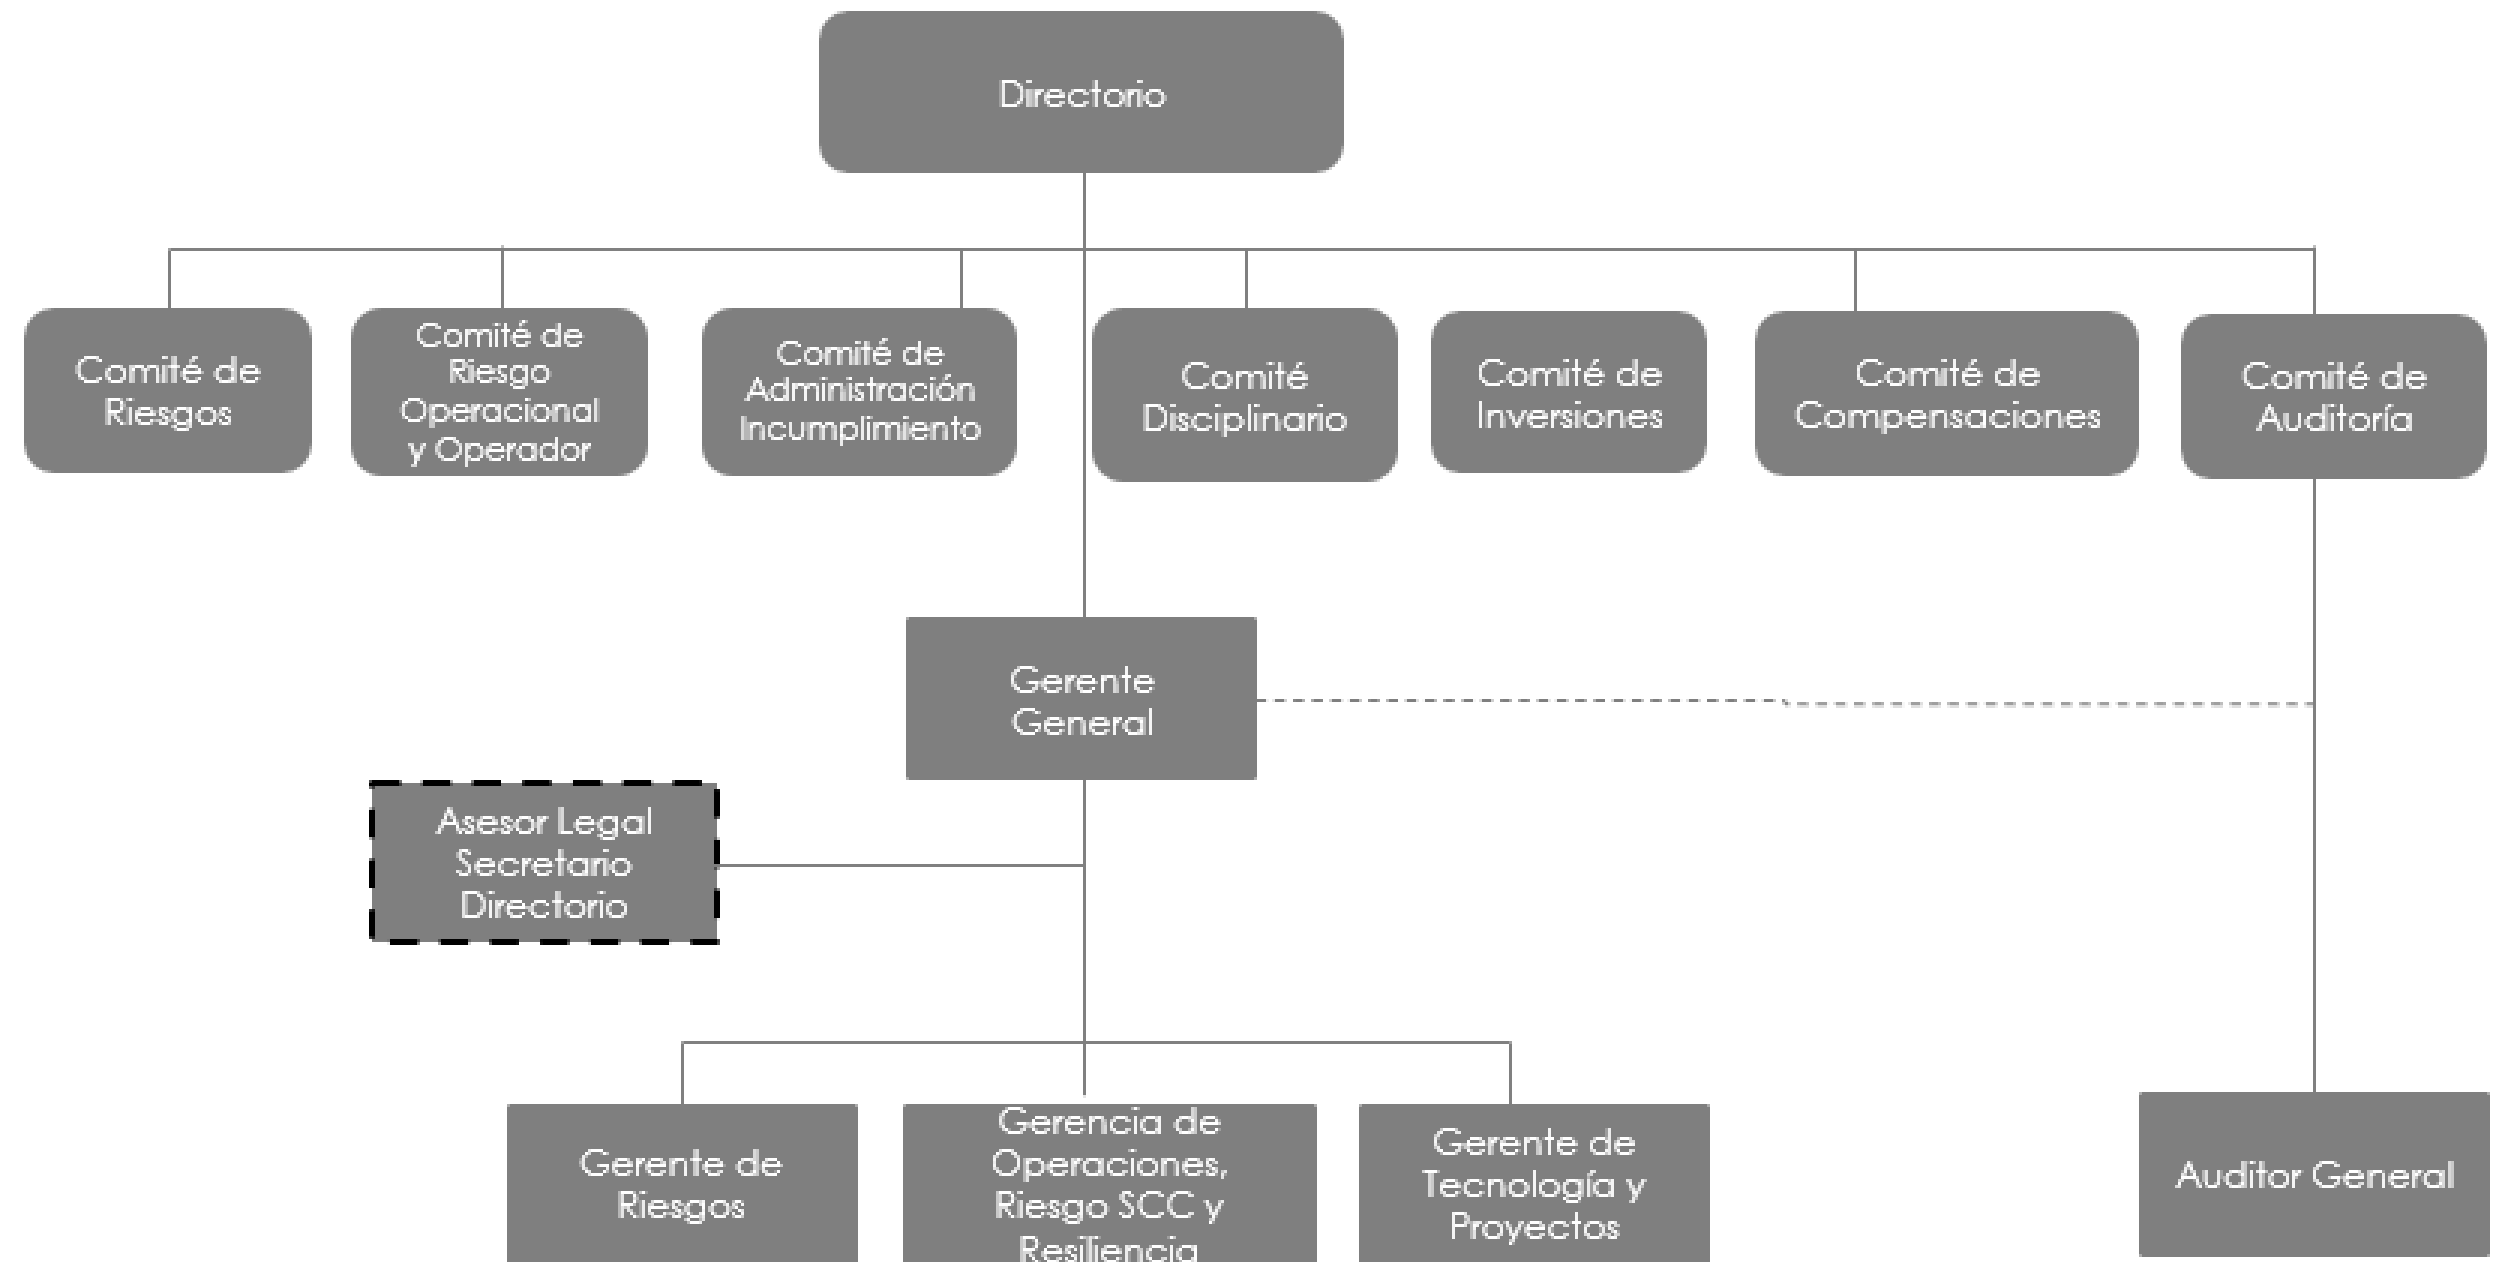 Directorio
Comité de
Riesgos
Comité de
Riesgo
Operacional
y Operador
Comité de
Administración
Incumplimiento
Comité
Disciplinario
Comité de
Inversiones
Comité de
Compensaciones
Comité de
Auditoría
Gerente
General
Asesor Legal
Secretario
Directorio
Gerente de
Riesgos
Gerencia de
Operaciones,
Riesgo SCC y
Resiliencia
Gerente de
Tecnología y
Proyectos
Auditor General